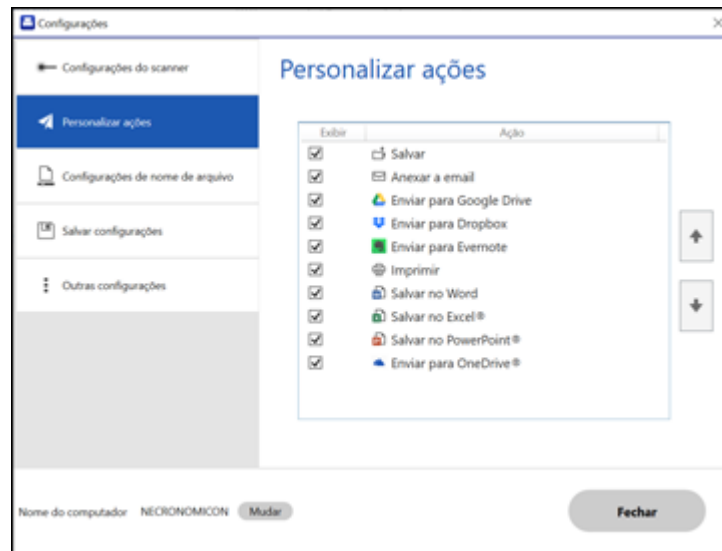 Configurações
Configurações do scanner
Personalizar ações
Configurações de nome de arquivo
Salvar configurações
Outras configurações
Personalizar ações
Exibir Ação
Salvar
Anexar a email
Enviar para Google Drive
Enviar para Dropbox
Enviar para Evernote
Imprimir
Salvar no Word
Salvar no Excel®
Salvar no PowerPoint®
Enviar para OneDrive®
Nome do computador NECRONOMICON Mudar
Fechar